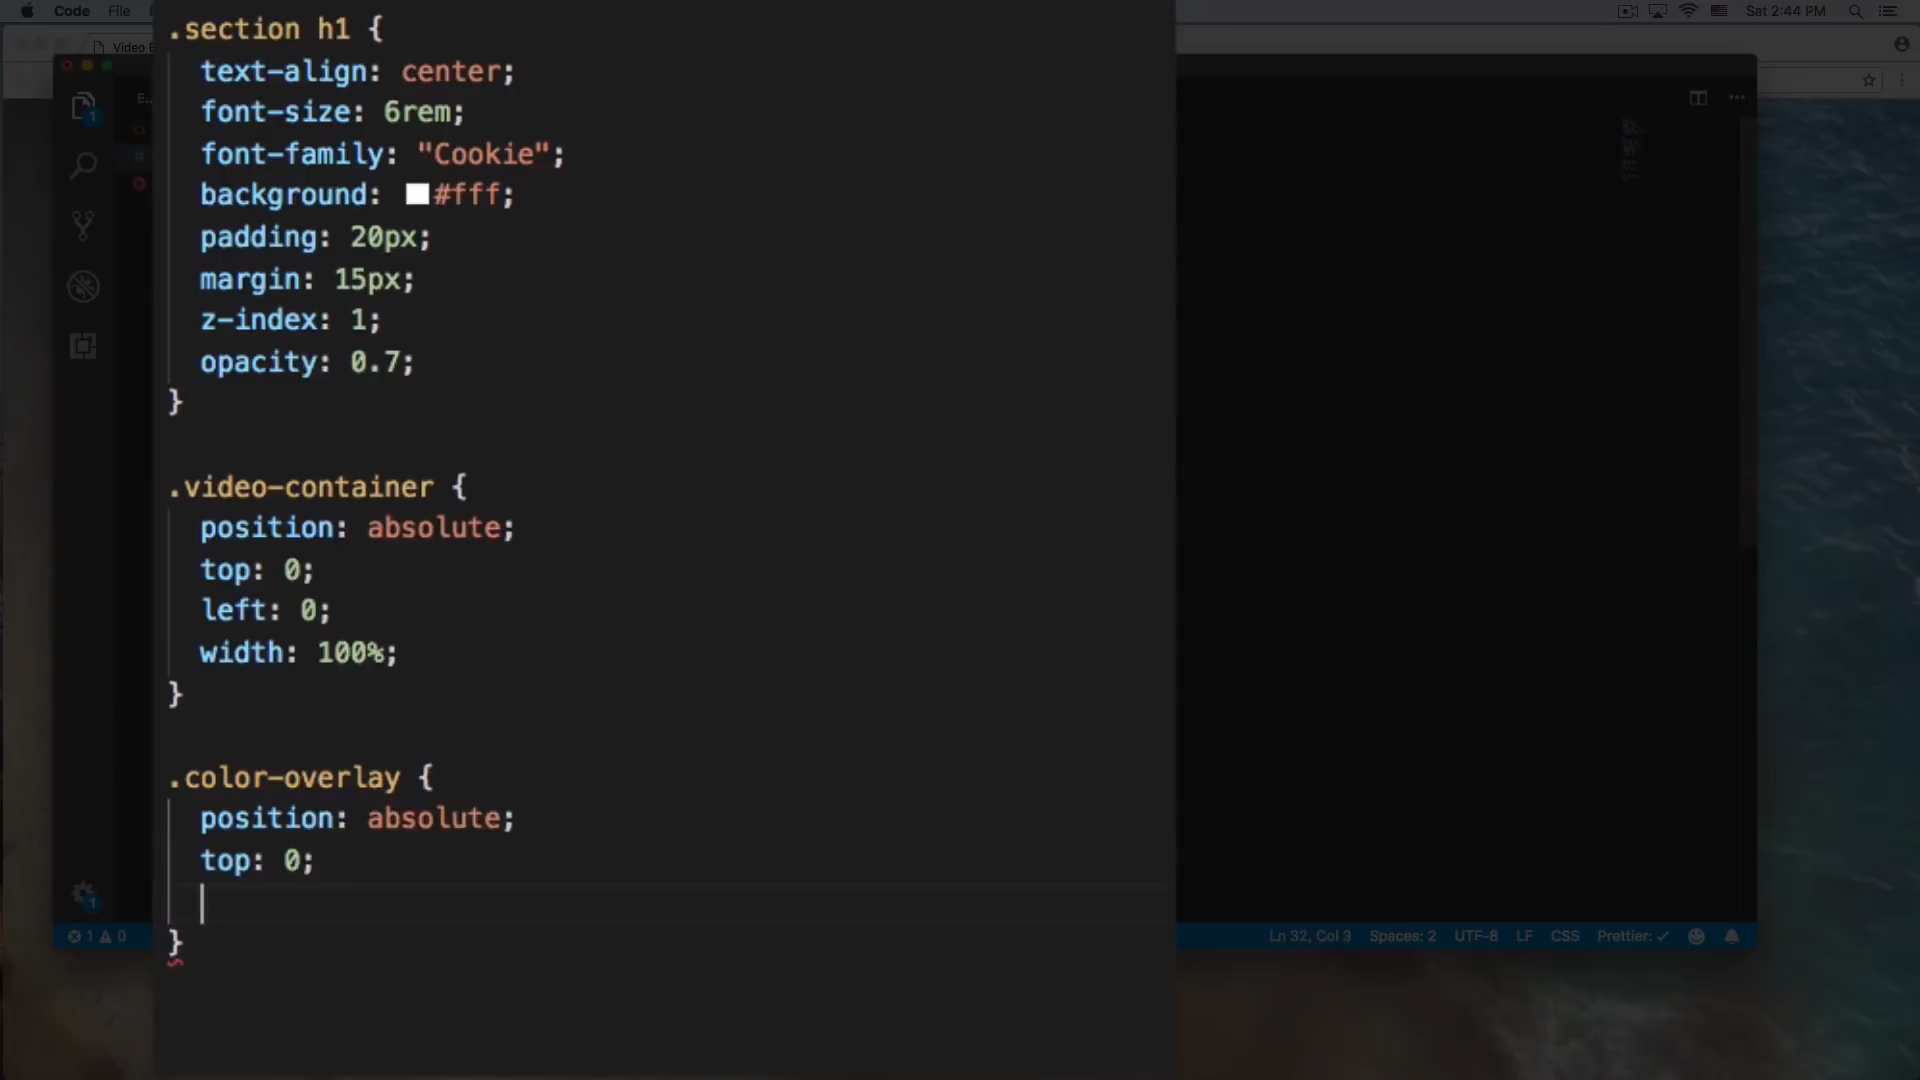 Code File Sat 2:44 PM
Video E
E...
1
.section h1 {
text-align: center;
font-size: 6rem;
font-family: "Cookie";
background: #fff;
padding: 20px;
margin: 15px;
z-index: 1;
opacity: 0.7;
}
.video-container {
position: absolute;
top: 0;
left: 0;
width: 100%;
}
.color-overlay {
position: absolute;
top: 0;
}
1
1 0 Ln 32, Col 3 Spaces: 2 UTF-8 LF CSS Prettier: ✓